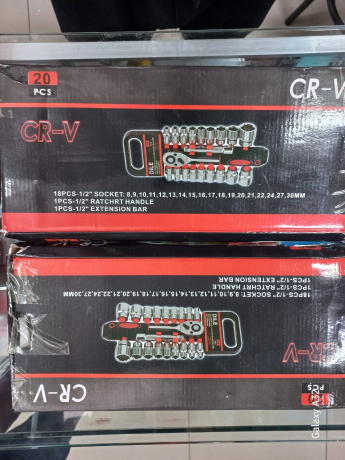 20
PCS
CR-V
CR-V
DILE
18PCS-1/2" SOCKET: 8,9,10,11,12,13,14,15,16,17,18,19,20,21,22,24,27,30MM
1PCS-1/2" RATCHRT HANDLE
1PCS-1/2" EXTENSION BAR
18PCS-1/2" SOCKET: 8,9,10,11,12,13,14,15,16,17,18,19,20,21,22,24,27,30MM
1PCS-1/2" RATCHRT HANDLE
1PCS-1/2" EXTENSION BAR
DILE
CR-V
CR-V
20
PCS
Galaxy A32